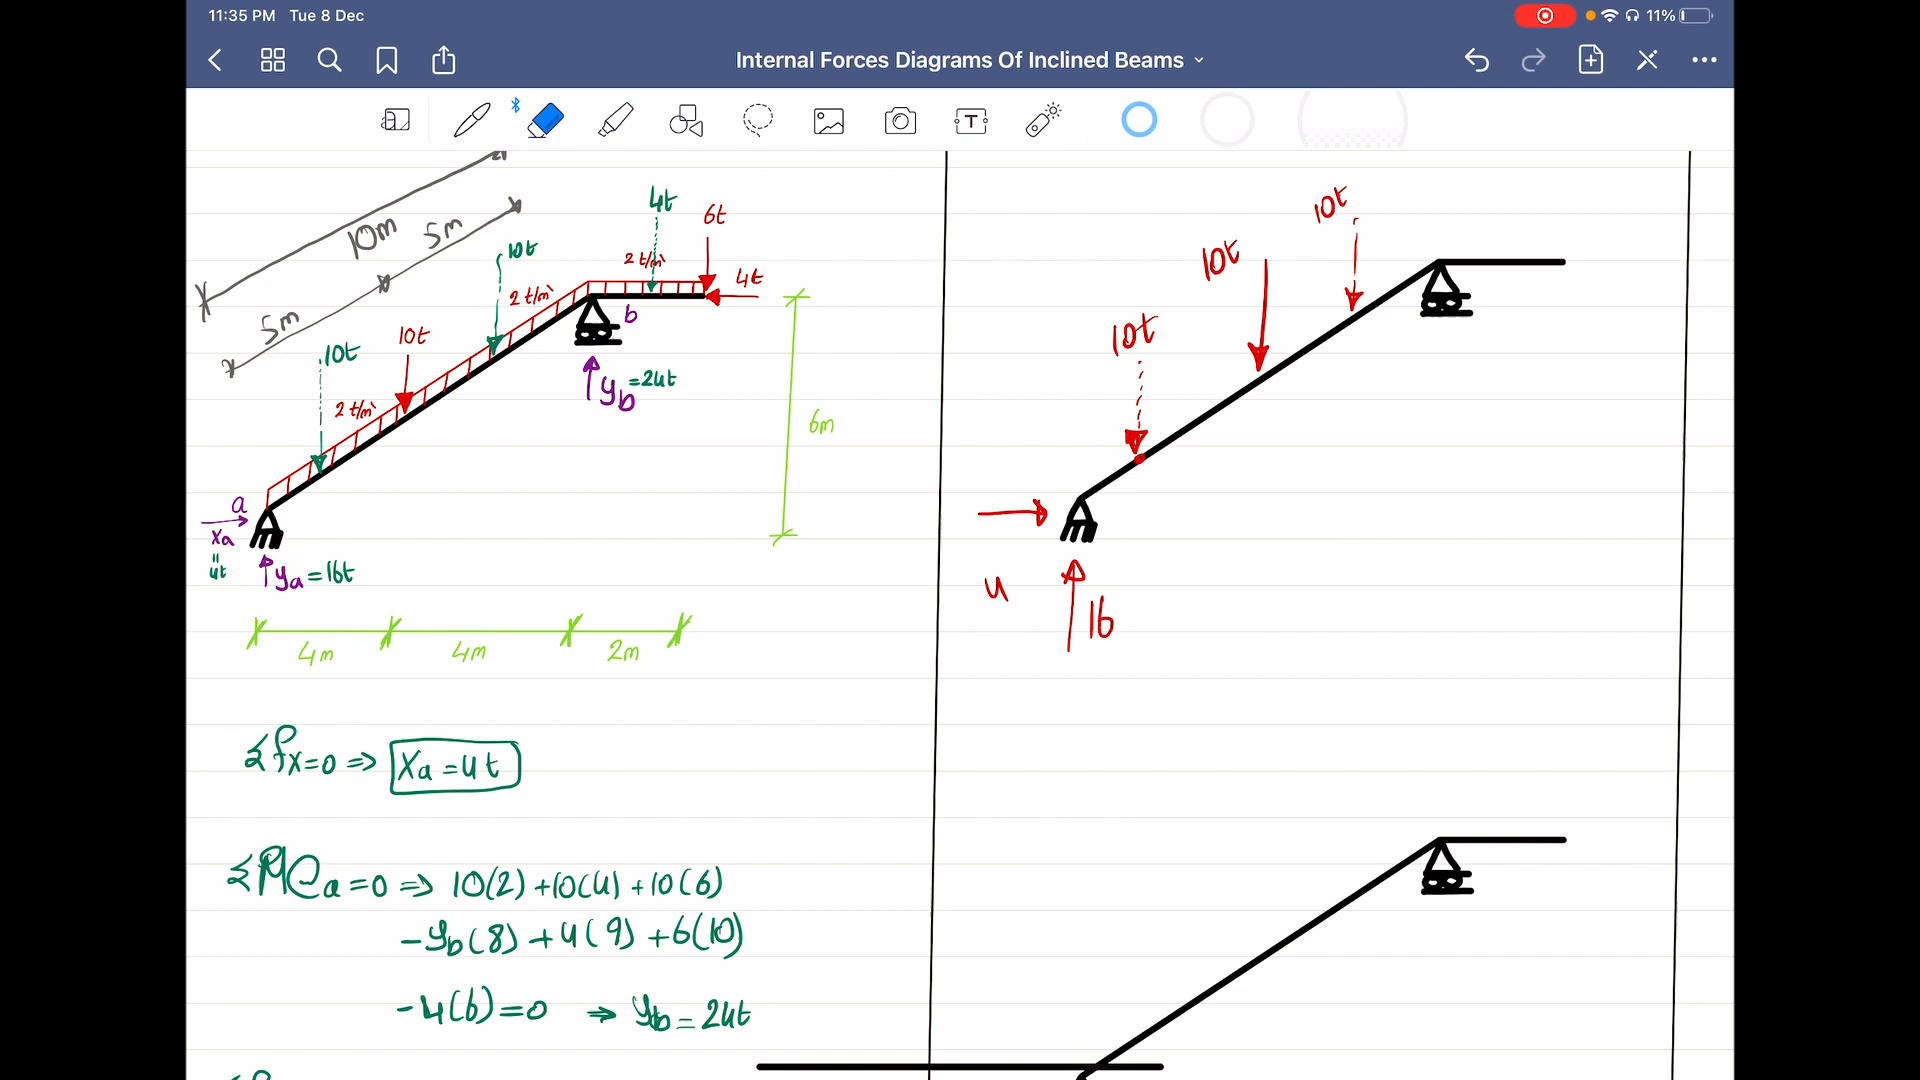 11:35 PM Tue 8 Dec
11%
Internal Forces Diagrams Of Inclined Beams
T
10m
5m
5m
4t
6t
10t
2 t/m'
4t
2 t/m'
b
10t
10t
yb =24t
2 t/m'
6m
a
xa
"
4t
ya = 16t
4m
4m
2m
Σfx=0 ⇒ Xa = 4t
ΣM@a=0 ⇒ 10(2) +10(4) +10(6)
-yb(8) +4(9) +6(10)
-4(6)=0 ⇒ yb = 24t
10t
10t
10t
4
16